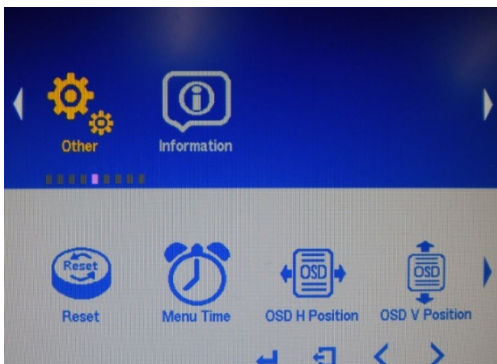 Other
Information
Reset
OSD
OSD
Reset
Menu Time
OSD H Position
OSD V Position